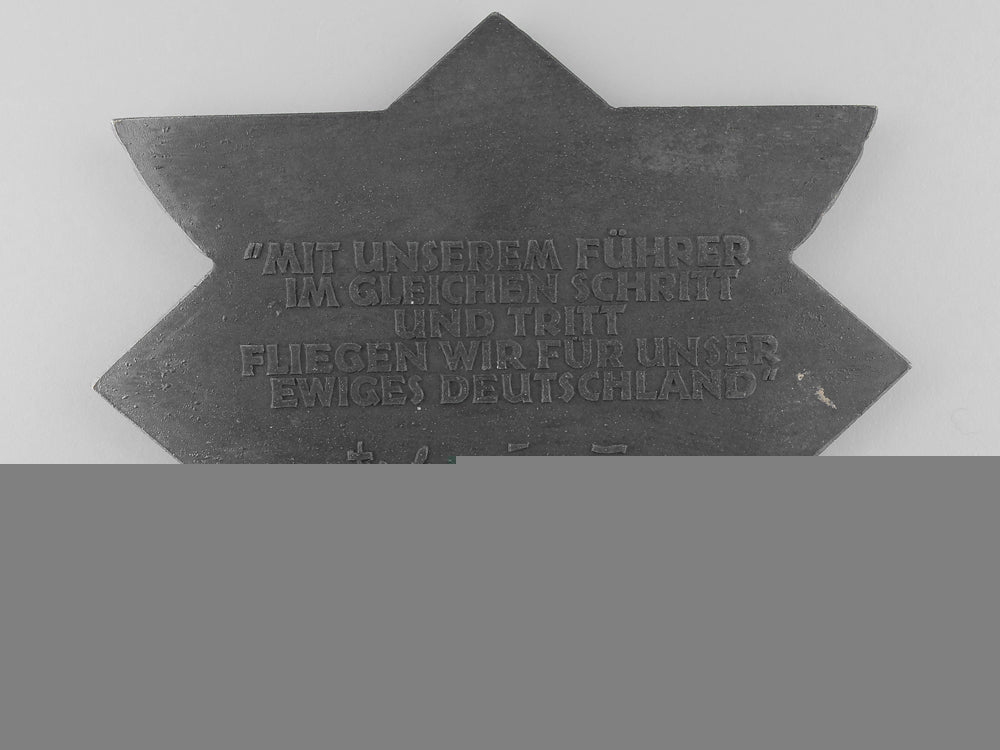 "MIT UNSEREM FÜHRER
IM GLEICHEN SCHRITT
UND TRITT
FLIEGEN WIR FÜR UNSER
EWIGES DEUTSCHLAND"